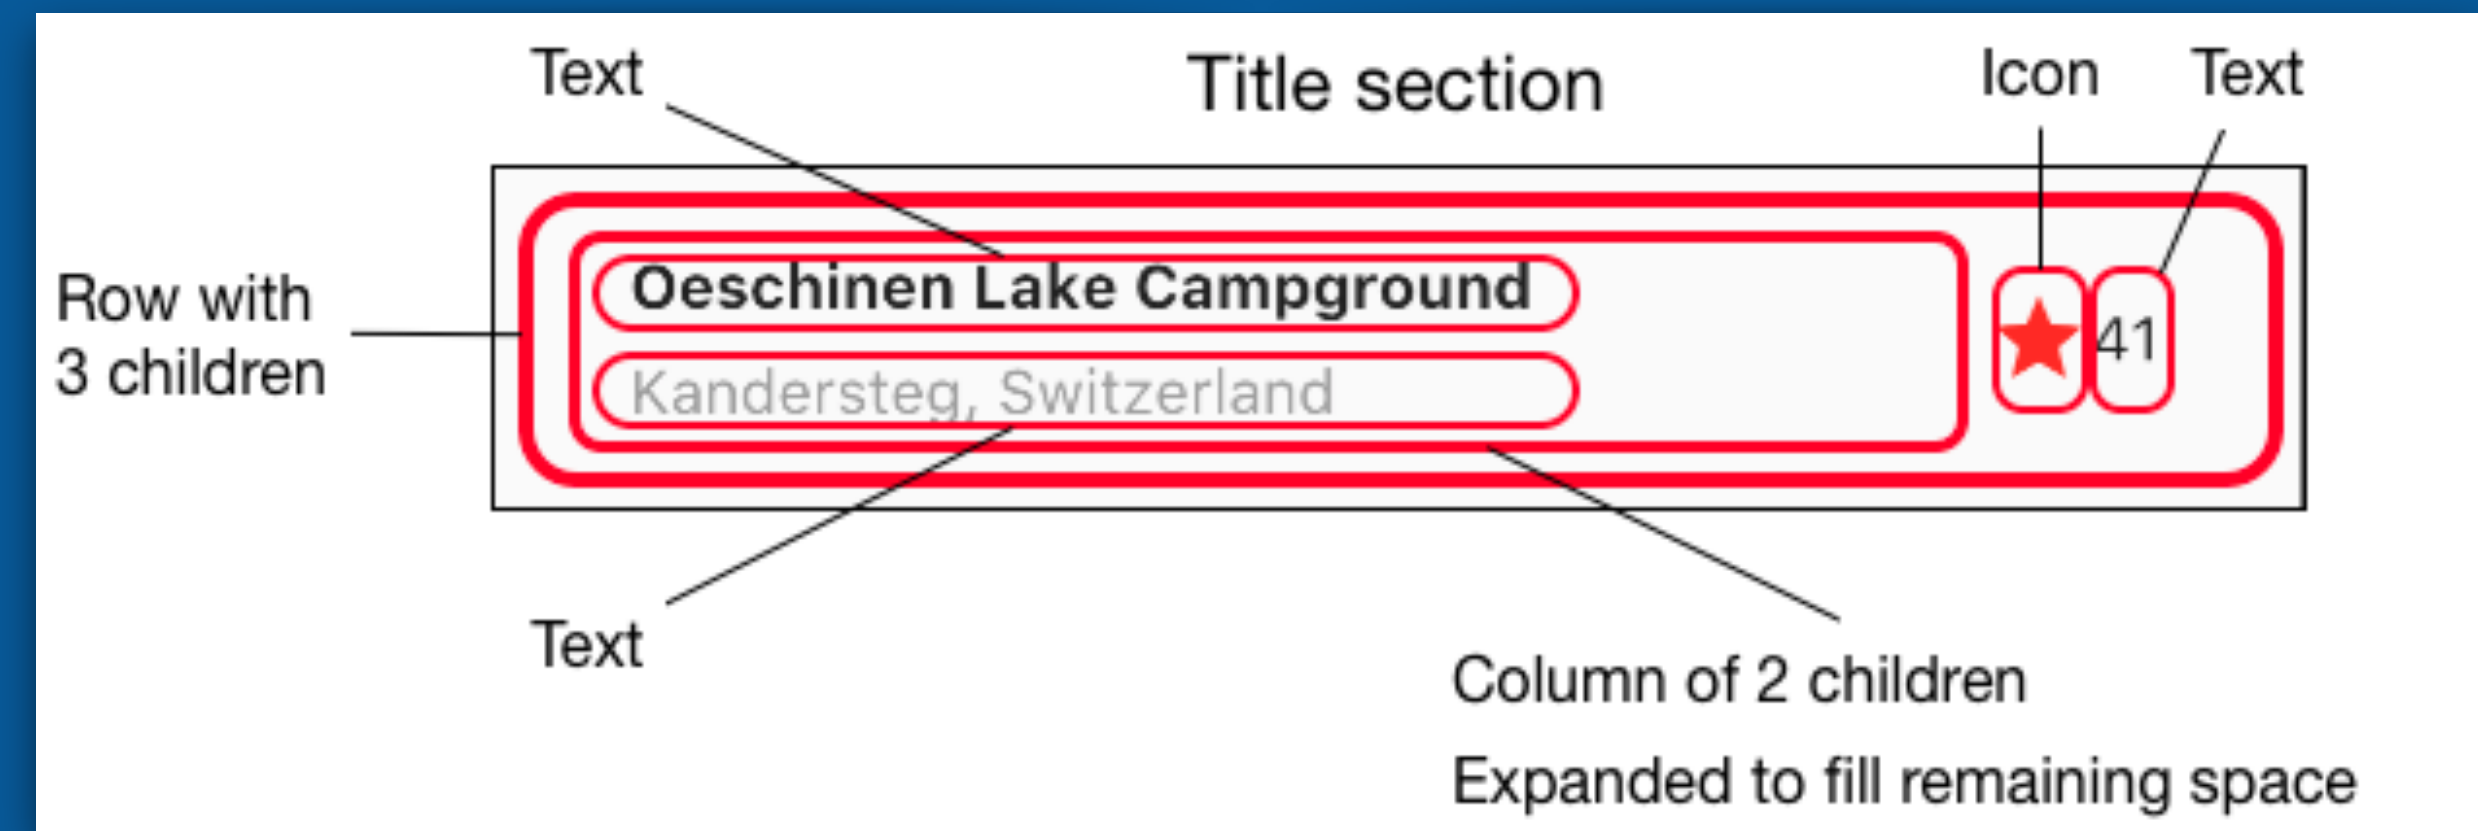 Text
Title section
Icon
Text
Row with
3 children
Oeschinen Lake Campground
Kandersteg, Switzerland
41
Text
Column of 2 children
Expanded to fill remaining space